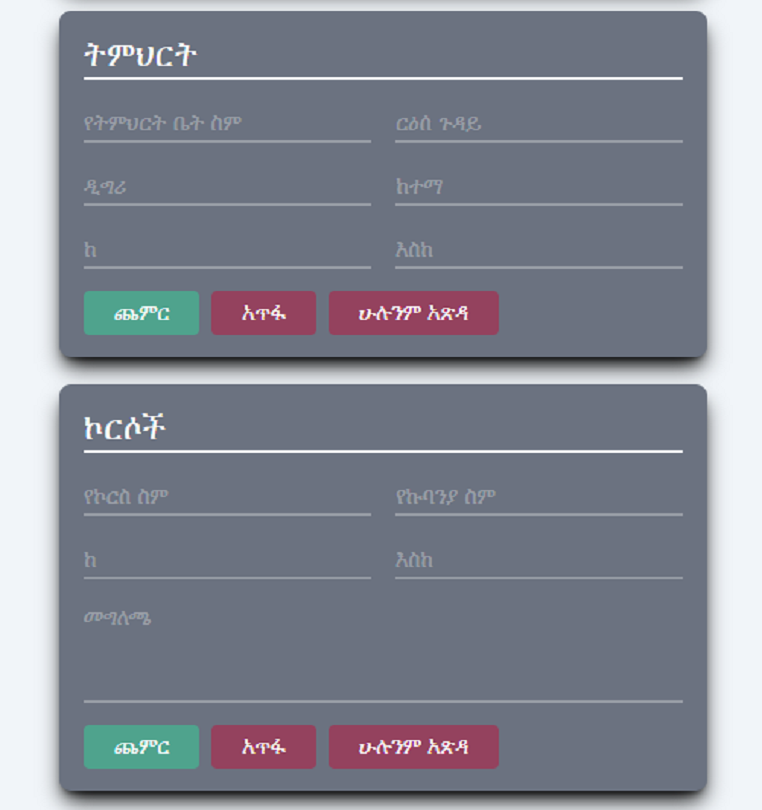 ትምህርት
የትምህርት ቤት ስም ርዕሰ ጉዳይ
ዲግሪ ከተማ
ከ እስከ
ጨምር አጥፋ ሁሉንም አጽዳ
ኮርሶች
የኮርስ ስም የኩባንያ ስም
ከ እስከ
መግለጫ
ጨምር አጥፋ ሁሉንም አጽዳ